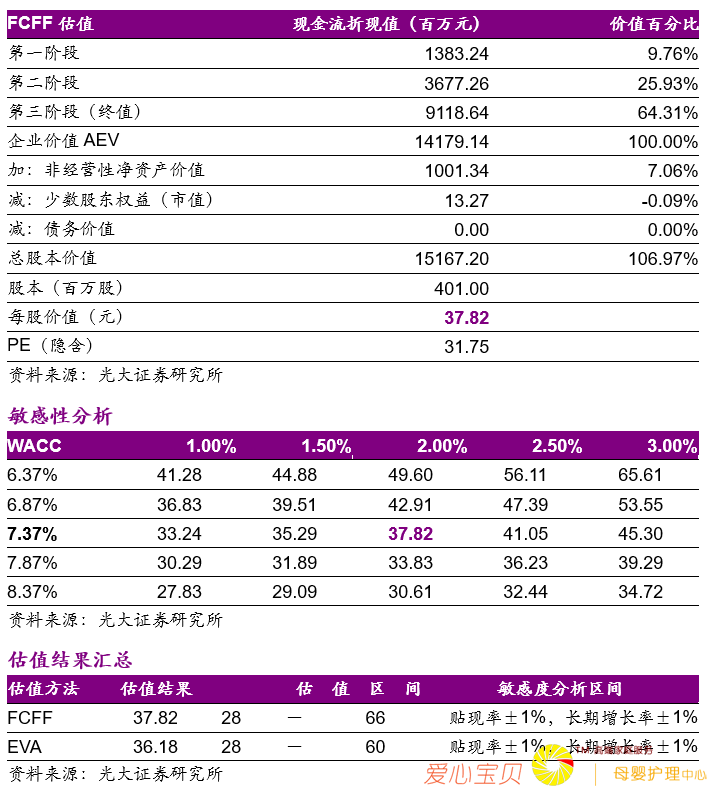 FCFF 估值 现金流折现值（百万元） 价值百分比
第一阶段 1383.24 9.76%
第二阶段 3677.26 25.93%
第三阶段（终值） 9118.64 64.31%
企业价值 AEV 14179.14 100.00%
加：非经营性净资产价值 1001.34 7.06%
减：少数股东权益（市值） 13.27 -0.09%
减：债务价值 0.00 0.00%
总股本价值 15167.20 106.97%
股本（百万股） 401.00
每股价值（元） 37.82
PE（隐含） 31.75
资料来源：光大证券研究所
敏感性分析
WACC 1.00% 1.50% 2.00% 2.50% 3.00%
6.37% 41.28 44.88 49.60 56.11 65.61
6.87% 36.83 39.51 42.91 47.39 53.55
7.37% 33.24 35.29 37.82 41.05 45.30
7.87% 30.29 31.89 33.83 36.23 39.29
8.37% 27.83 29.09 30.61 32.44 34.72
资料来源：光大证券研究所
估值结果汇总
估值方法 估值结果 估 值 区 间 敏感度分析区间
FCFF 37.82 28 — 66 贴现率±1%，长期增长率±1%
EVA 36.18 28 — 60 贴现率±1%，长期增长率±1%
资料来源：光大证券研究所
爱心宝贝 母婴护理中心